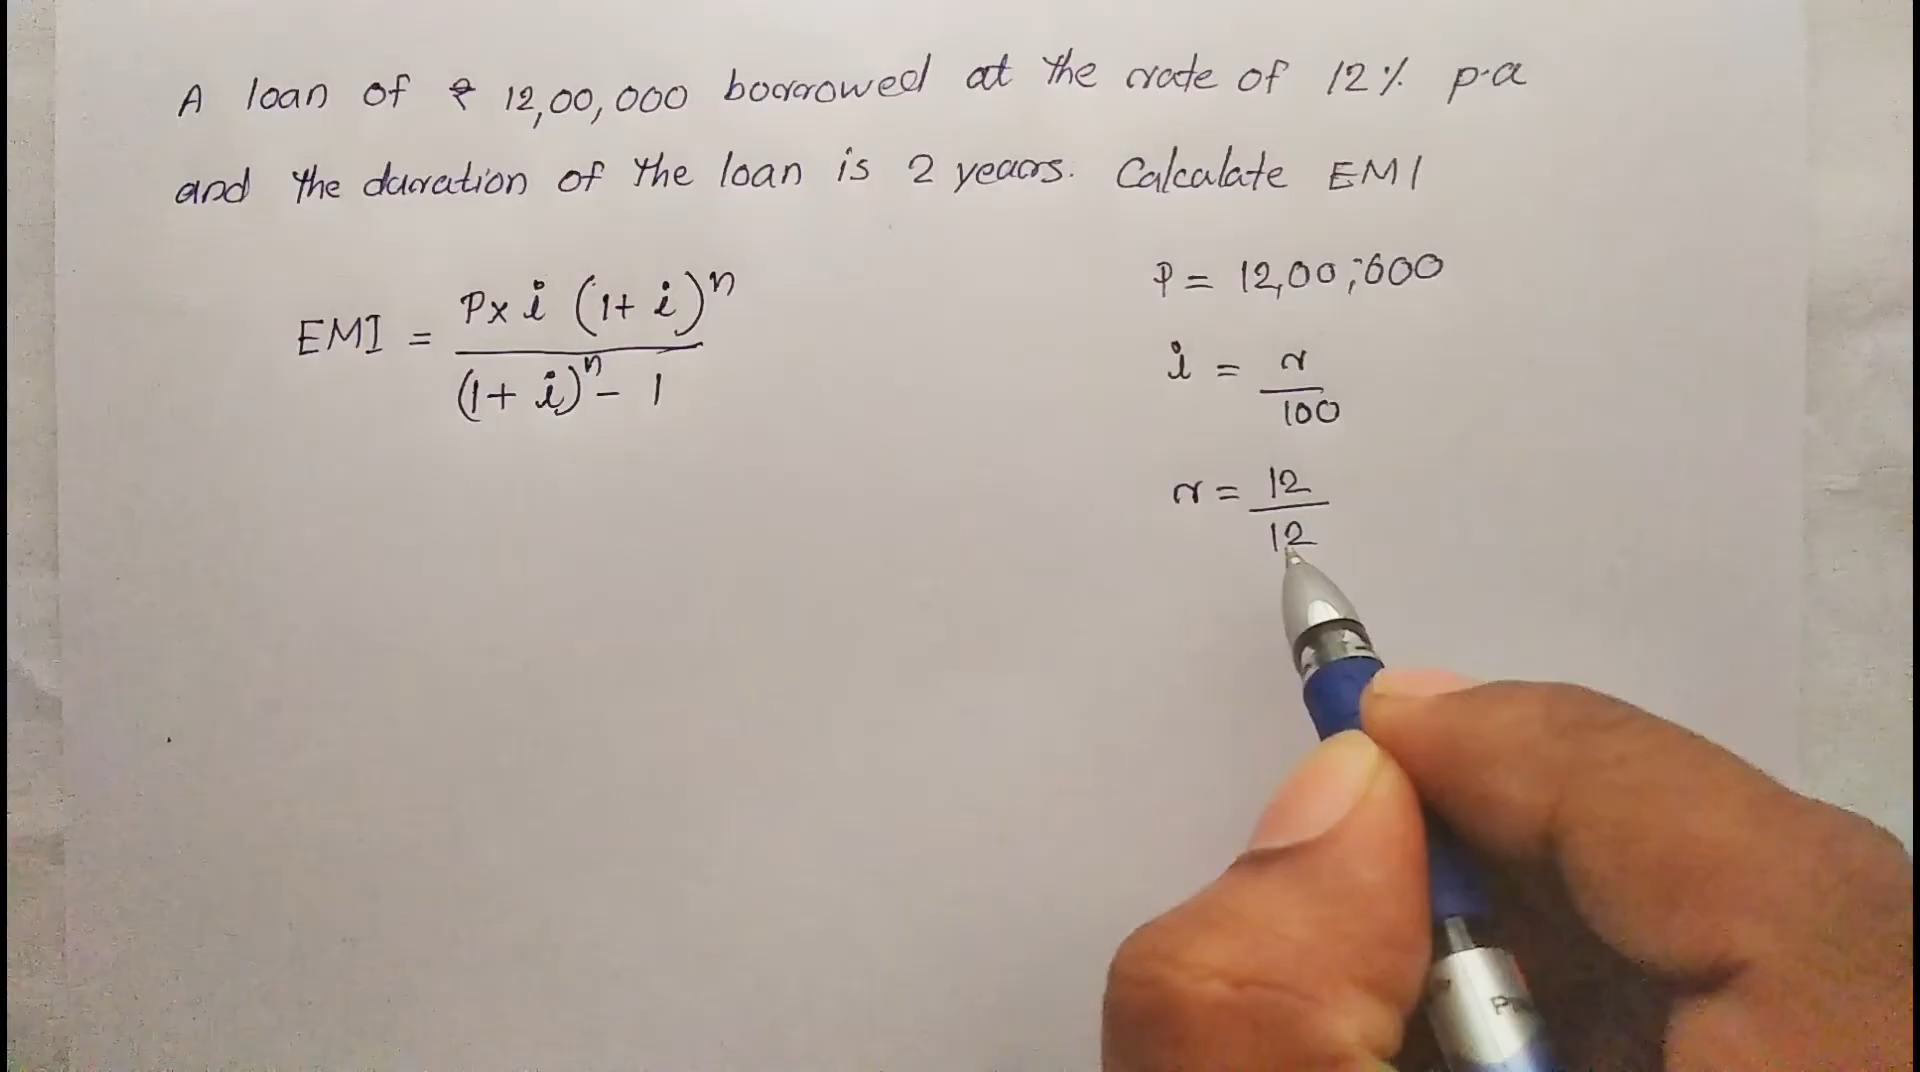 A loan of ₹ 12,00,000 borrowed at the rate of 12% p.a
and the duration of the loan is 2 years. Calculate EMI
EMI = P x i (1+ i)^n / (1+ i)^n - 1
P = 12,00,000
i = r / 100
r = 12 / 12